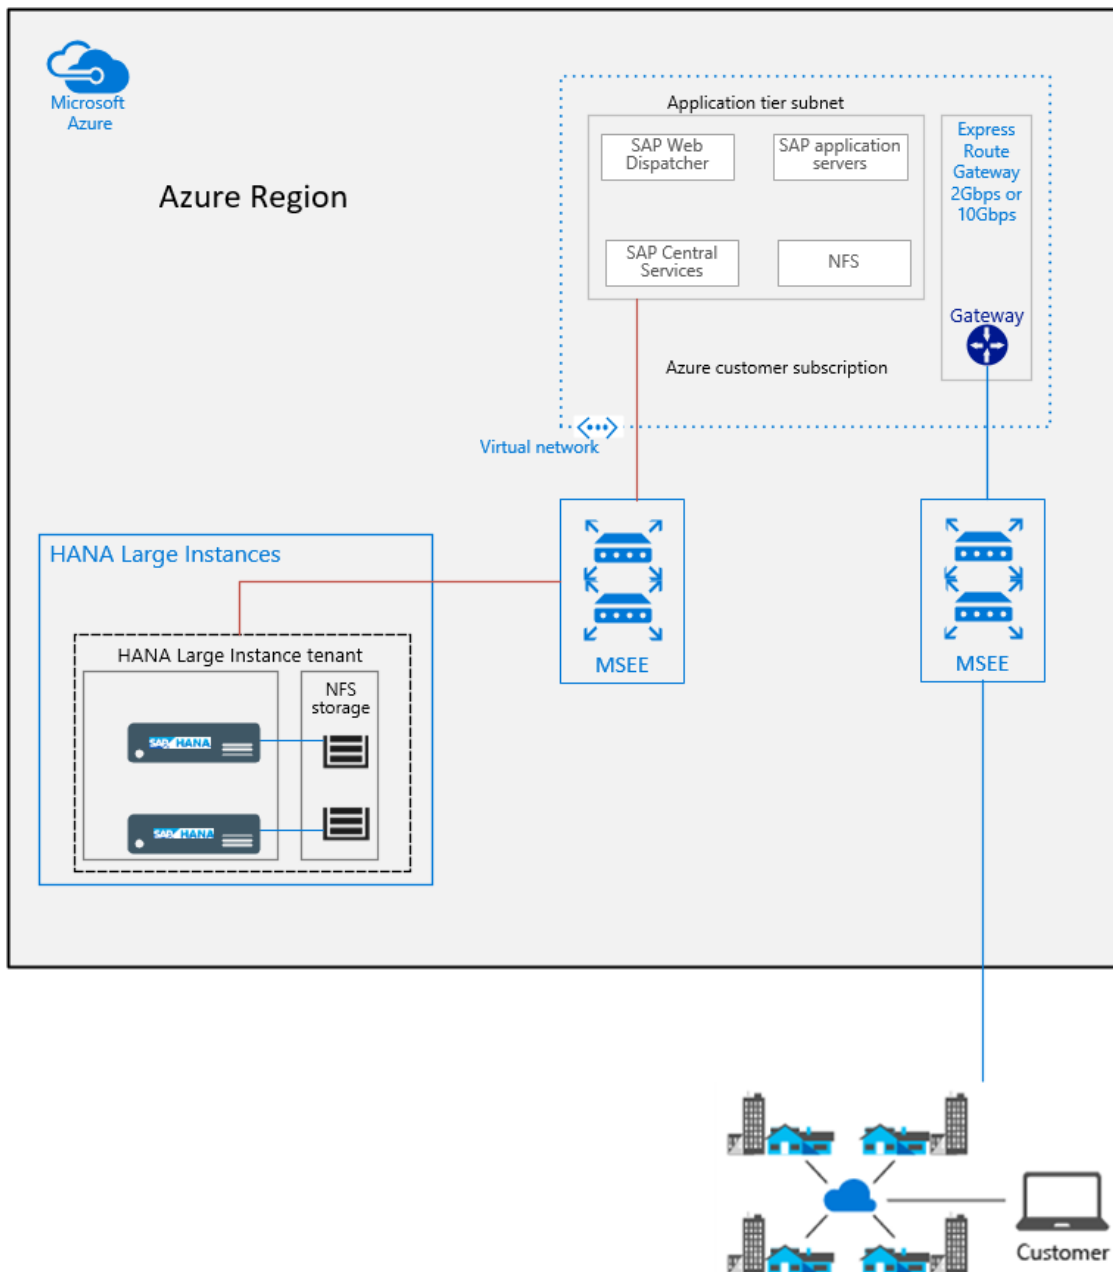 Microsoft
Azure
Azure Region
Application tier subnet
SAP Web
Dispatcher
SAP application
servers
SAP Central
Services
NFS
Express
Route
Gateway
2Gbps or
10Gbps
Gateway
Azure customer subscription
Virtual network
HANA Large Instances
HANA Large Instance tenant
NFS
storage
SAP HANA
SAP HANA
MSEE
MSEE
Customer